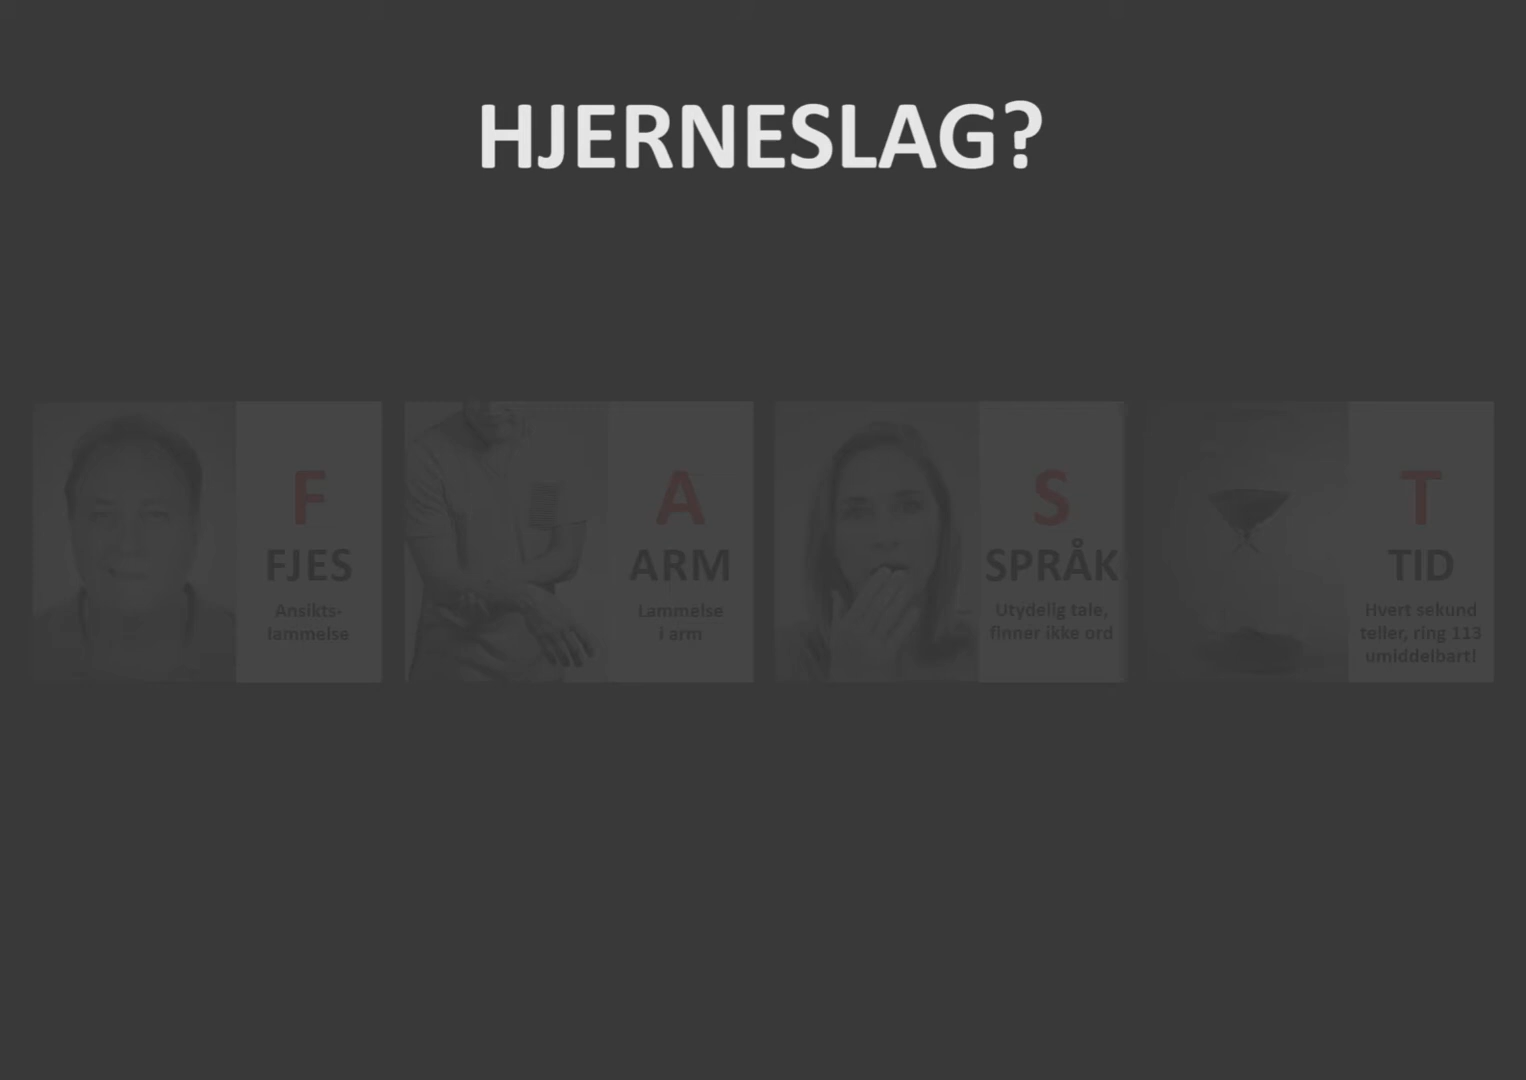 HJERNESLAG?
F
FJES
Ansikts-
lammelse
A
ARM
Lammelse
i arm
S
SPRÅK
Utydelig tale,
finner ikke ord
T
TID
Hvert sekund
teller, ring 113
umiddelbart!